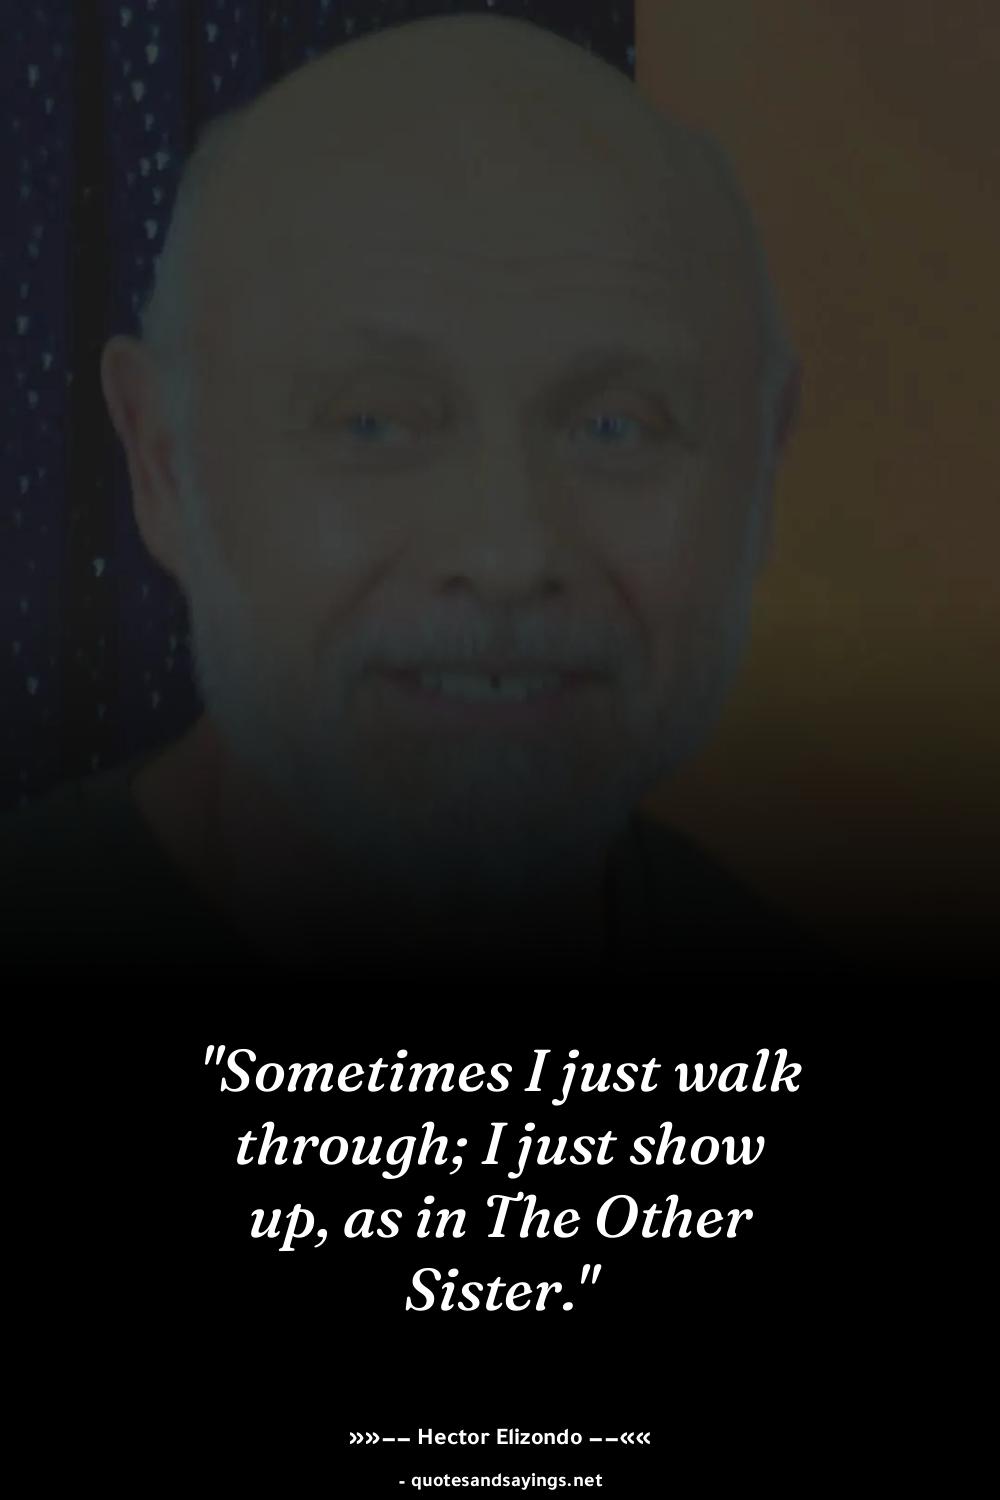 "Sometimes I just walk
through; I just show
up, as in The Other
Sister."
»»−− Hector Elizondo −−««
- quotesandsayings.net